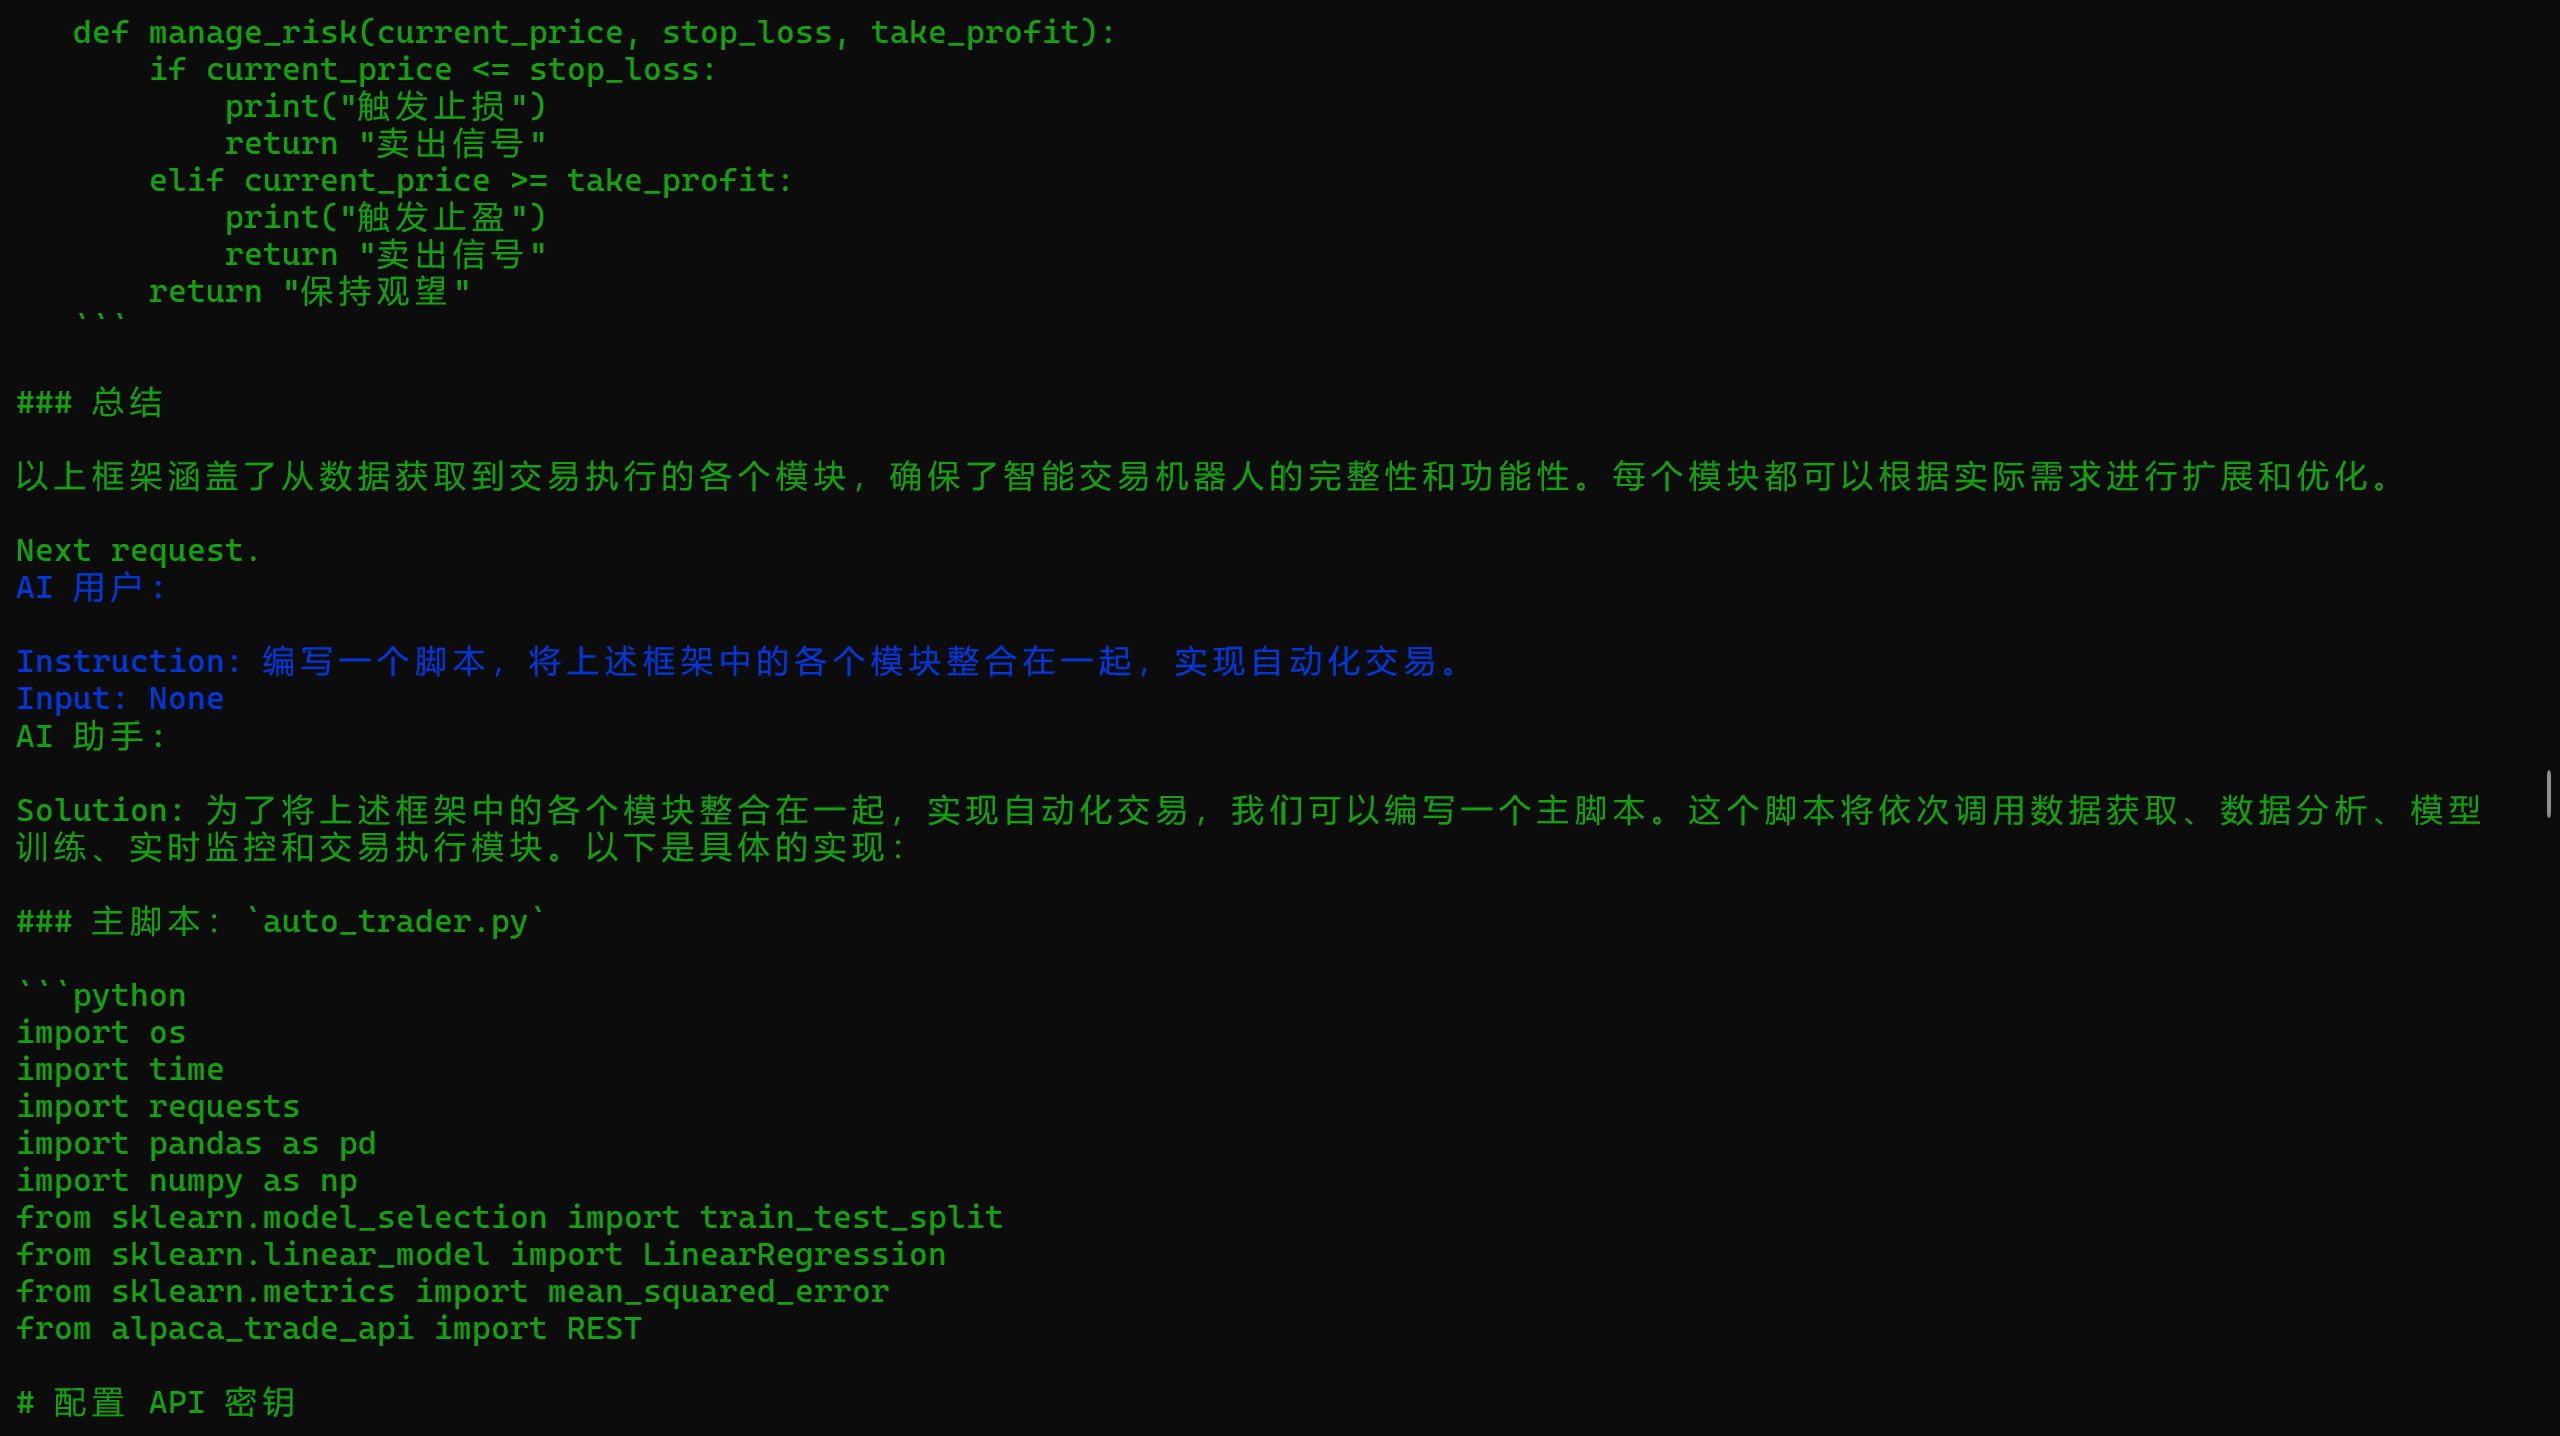 def manage_risk(current_price, stop_loss, take_profit):
if current_price <= stop_loss:
print("触发止损")
return "卖出信号"
elif current_price >= take_profit:
print("触发止盈")
return "卖出信号"
return "保持观望"
```
### 总结
以上框架涵盖了从数据获取到交易执行的各个模块，确保了智能交易机器人的完整性和功能性。每个模块都可以根据实际需求进行扩展和优化。
Next request.
AI 用户：
Instruction: 编写一个脚本，将上述框架中的各个模块整合在一起，实现自动化交易。
Input: None
AI 助手：
Solution: 为了将上述框架中的各个模块整合在一起，实现自动化交易，我们可以编写一个主脚本。这个脚本将依次调用数据获取、数据分析、模型
训练、实时监控和交易执行模块。以下是具体的实现：
### 主脚本：`auto_trader.py`
```python
import os
import time
import requests
import pandas as pd
import numpy as np
from sklearn.model_selection import train_test_split
from sklearn.linear_model import LinearRegression
from sklearn.metrics import mean_squared_error
from alpaca_trade_api import REST
# 配置 API 密钥